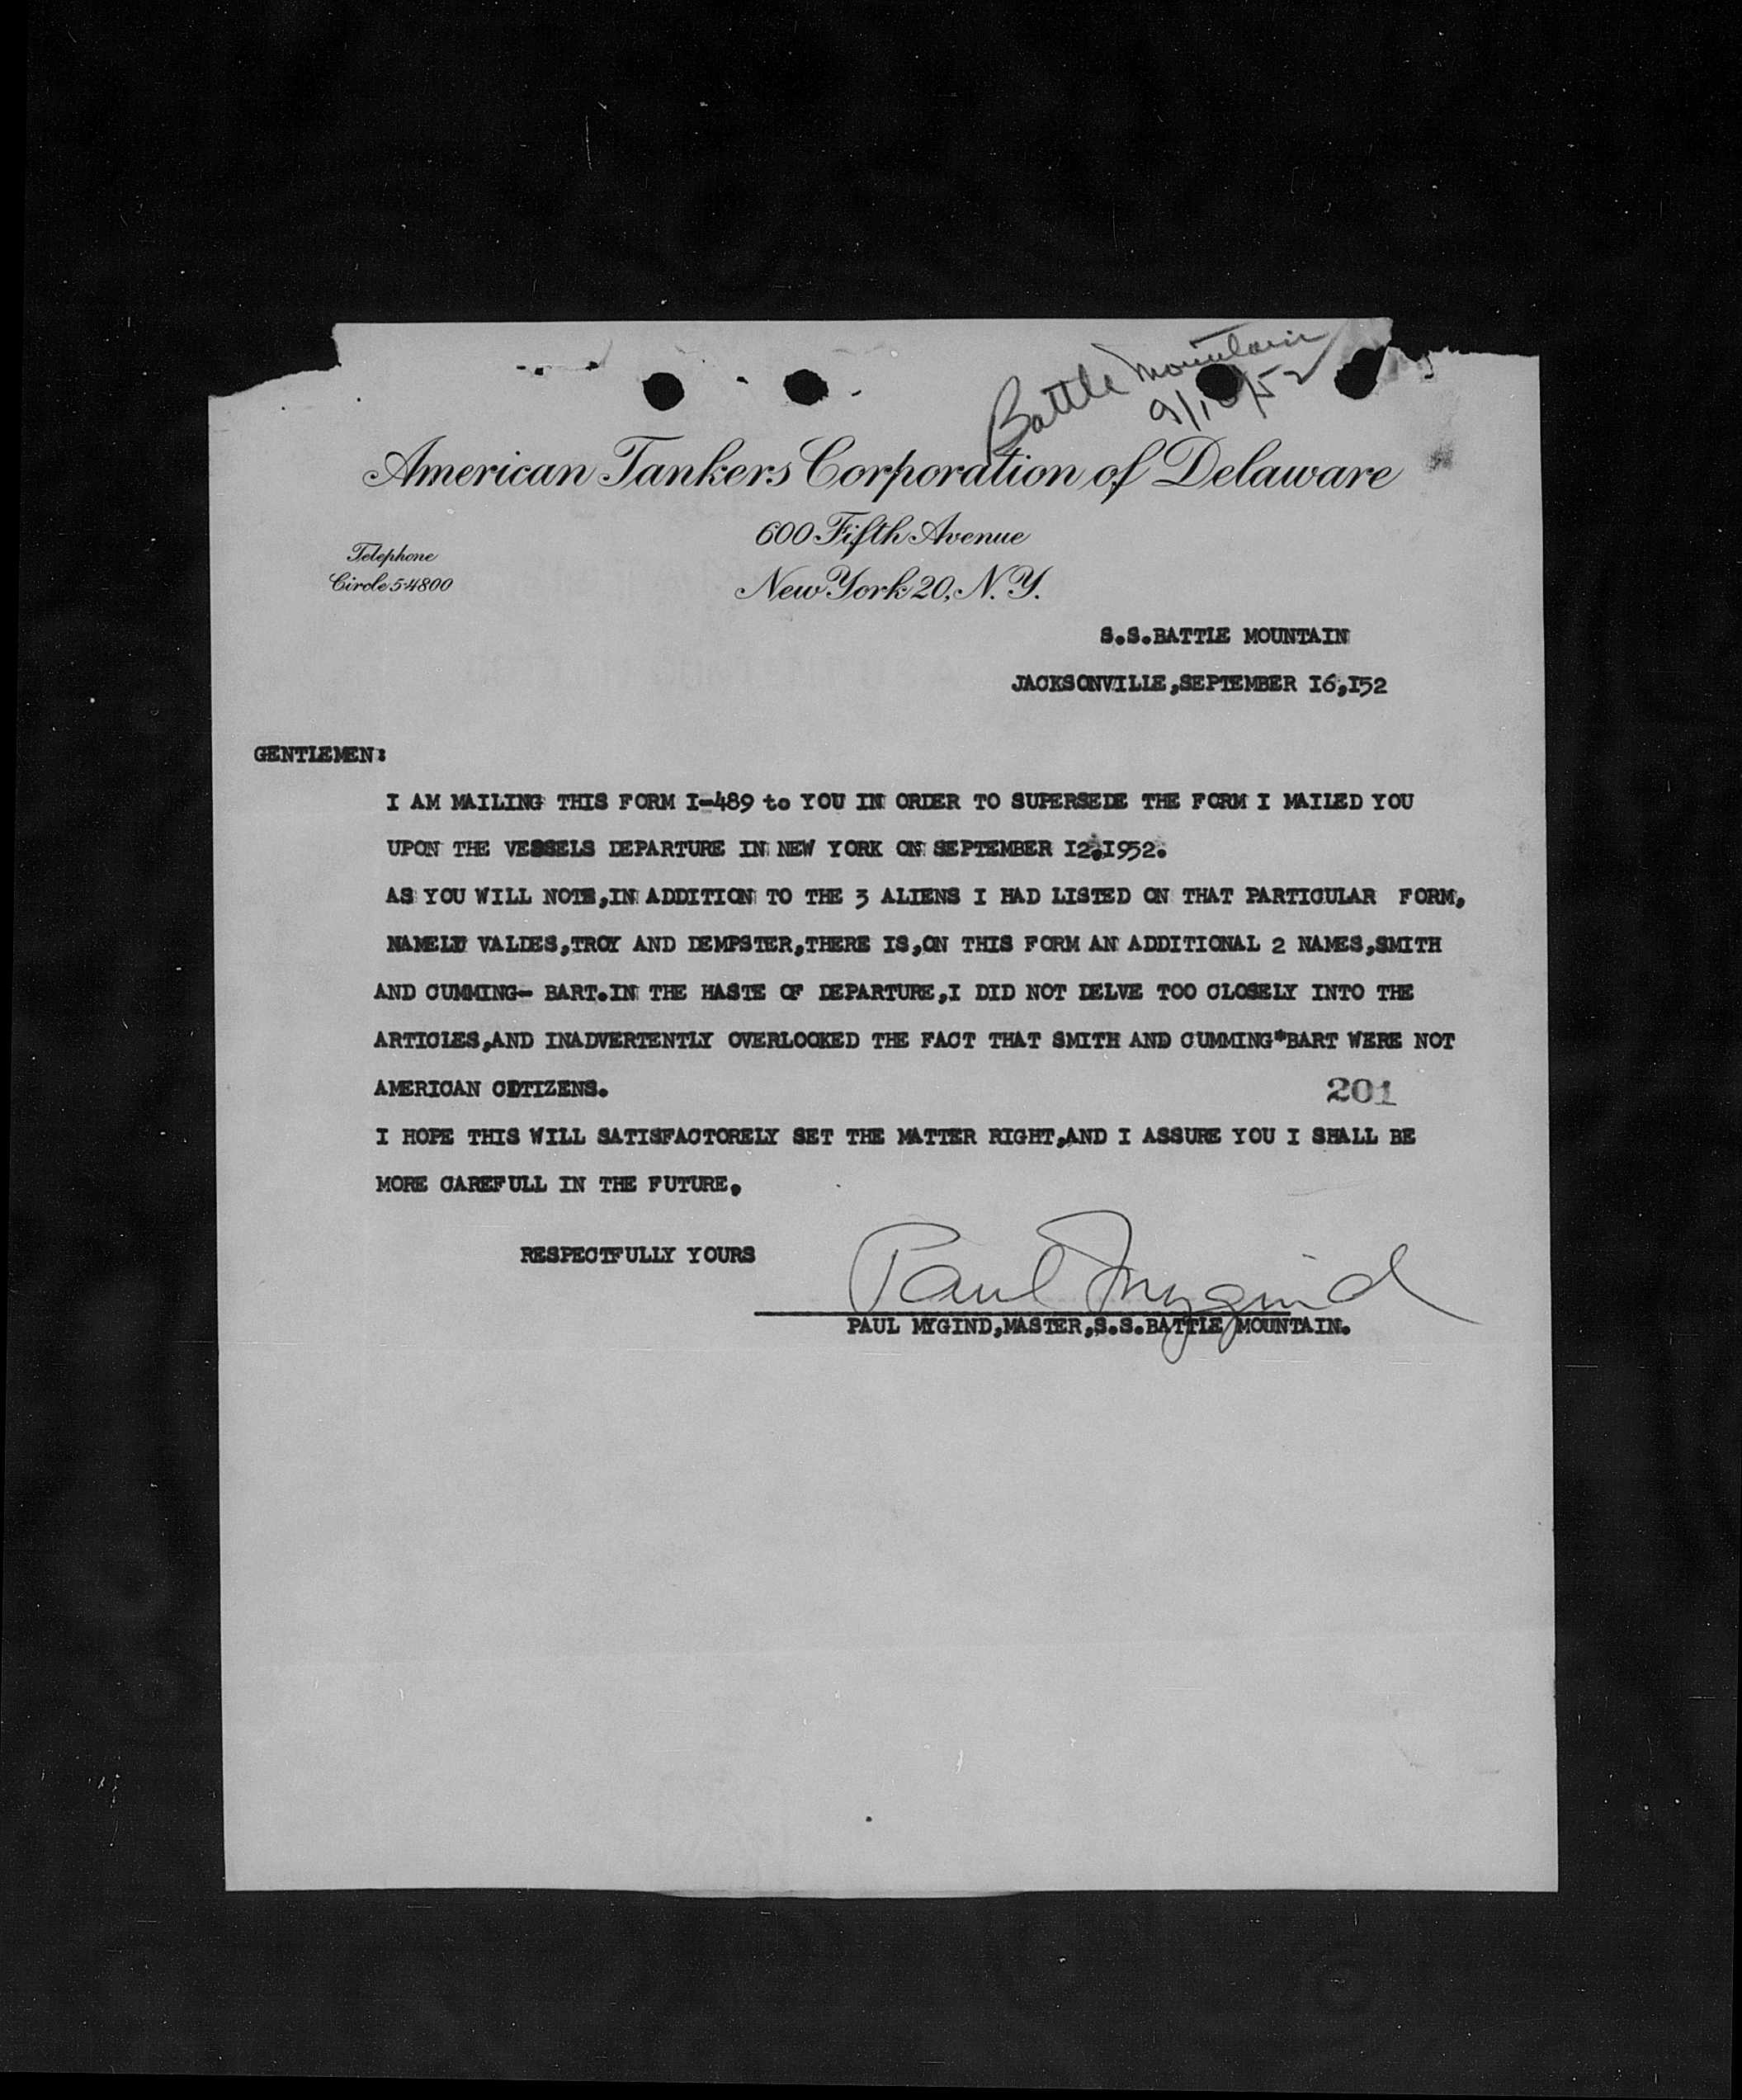 Battle Mountain
American Tankers Corporation of Delaware
600 Fifth Avenue
Telephone
Circle 5-4800
New York 20, N. Y.
S.S.BATTLE MOUNTAIN
JACKSONVILLE,SEPTEMBER I6,I52
GENTLEMEN:
I AM MAILING THIS FORM I-489 to YOU IN ORDER TO SUPERSEDE THE FORM I MAILED YOU
UPON THE VESSELS DEPARTURE IN NEW YORK ON SEPTEMBER I2,I952.
AS YOU WILL NOTE,IN ADDITION TO THE 3 ALIENS I HAD LISTED ON THAT PARTICULAR FORM,
NAMELY VALDES,TROY AND DEMPSTER,THERE IS,ON THIS FORM AN ADDITIONAL 2 NAMES,SMITH
AND CUMMING- BART.IN THE HASTE OF DEPARTURE,I DID NOT DELVE TOO CLOSELY INTO THE
ARTICLES,AND INADVERTENTLY OVERLOOKED THE FACT THAT SMITH AND CUMMING*BART WERE NOT
AMERICAN CITIZENS.
201
I HOPE THIS WILL SATISFACTORELY SET THE MATTER RIGHT,AND I ASSURE YOU I SHALL BE
MORE CAREFULL IN THE FUTURE.
RESPECTFULLY YOURS
Paul Mygind
PAUL MYGIND,MASTER,S.S.BATTLE MOUNTAIN.